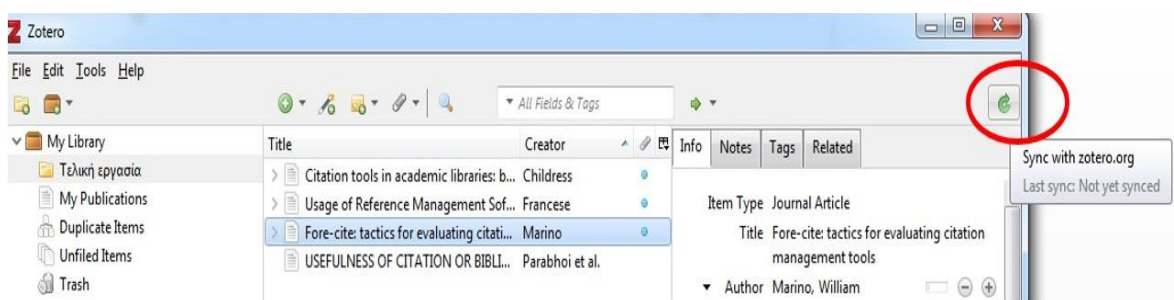 Zotero
File Edit Tools Help
All Fields & Tags
My Library
Τελική εργασία
My Publications
Duplicate Items
Unfiled Items
Trash
Title Creator
Citation tools in academic libraries: b... Childress
Usage of Reference Management Sof... Francese
Fore-cite: tactics for evaluating citati... Marino
USEFULNESS OF CITATION OR BIBLI... Parabhoi et al.
Info Notes Tags Related
Item Type Journal Article
Title Fore-cite: tactics for evaluating citation
management tools
Author Marino, William
Sync with zotero.org
Last sync: Not yet synced